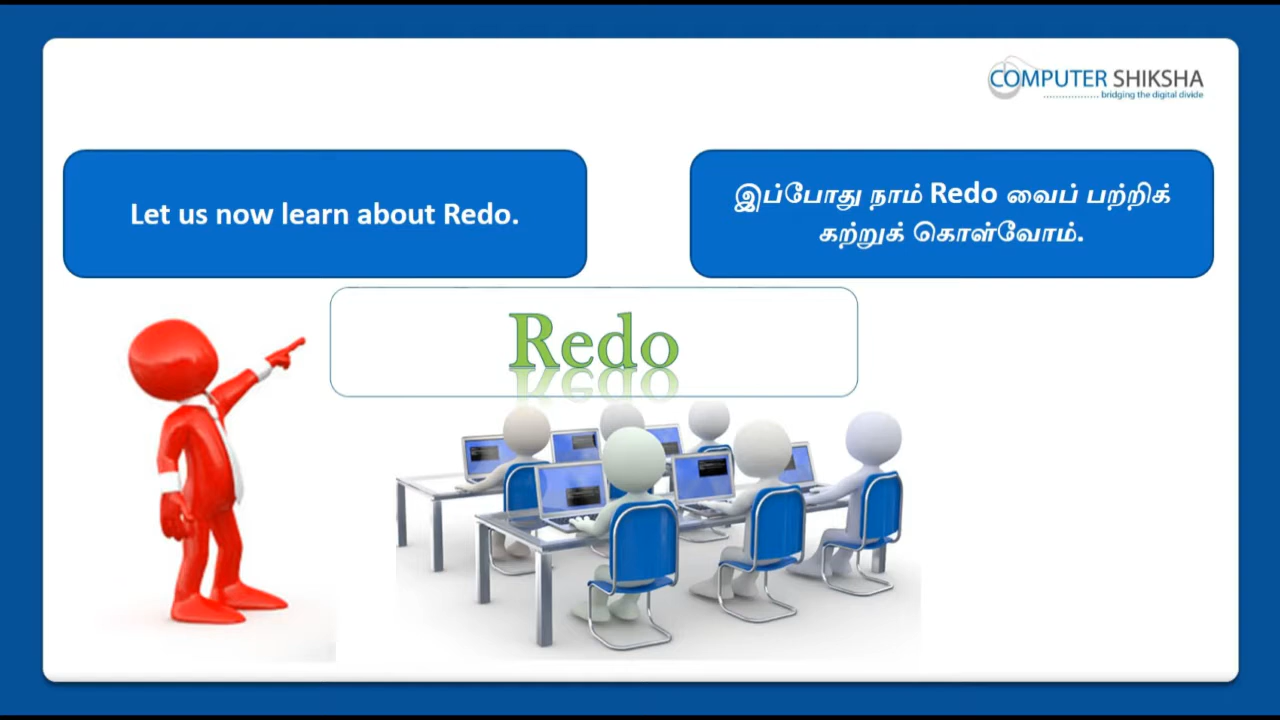 COMPUTER SHIKSHA
bridging the digital divide
Let us now learn about Redo.
இப்போது நாம் Redo வைப் பற்றிக்
கற்றுக் கொள்வோம்.
Redo